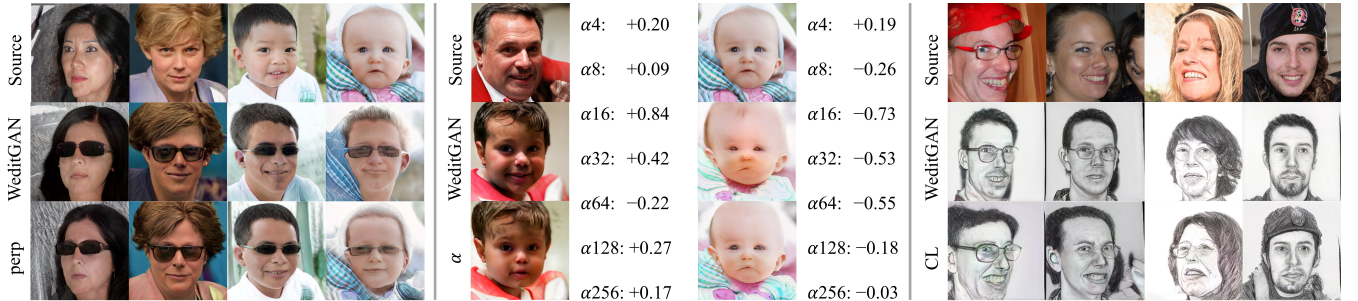 Source
WeditGAN
perp
Source
WeditGAN
α
α4: +0.20
α8: +0.09
α16: +0.84
α32: +0.42
α64: −0.22
α128: +0.27
α256: +0.17
α4: +0.19
α8: −0.26
α16: −0.73
α32: −0.53
α64: −0.55
α128: −0.18
α256: −0.03
Source
WeditGAN
CL